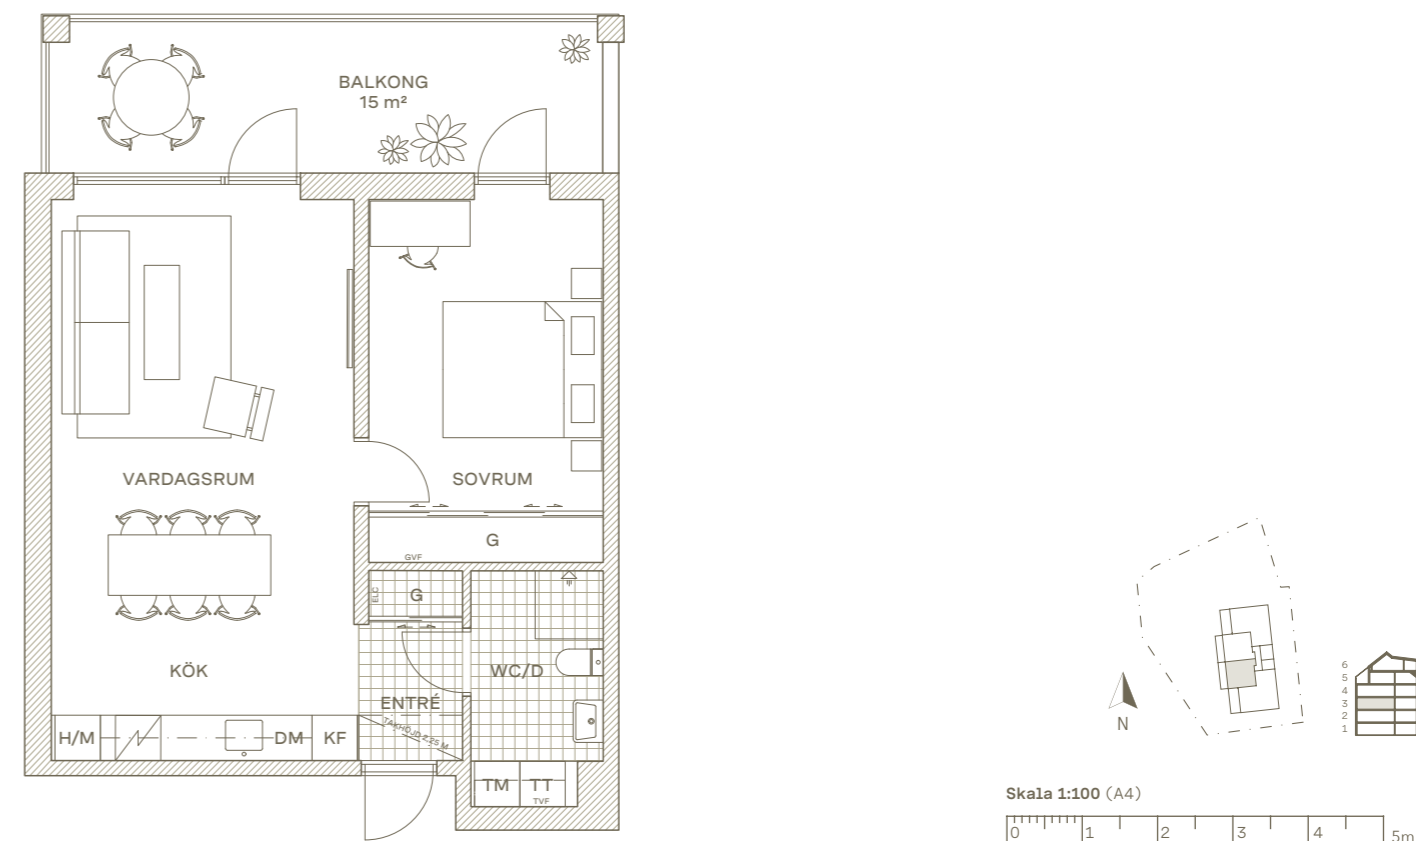 BALKONG
15 m²
VARDAGSRUM
SOVRUM
G
GVF
ELC
G
KÖK
WC/D
ENTRÉ
TAKHÖJD 2.25 M
H/M
DM
KF
TM
TT
TVF
N
6
5
4
3
2
1
Skala 1:100 (A4)
0 1 2 3 4 5m